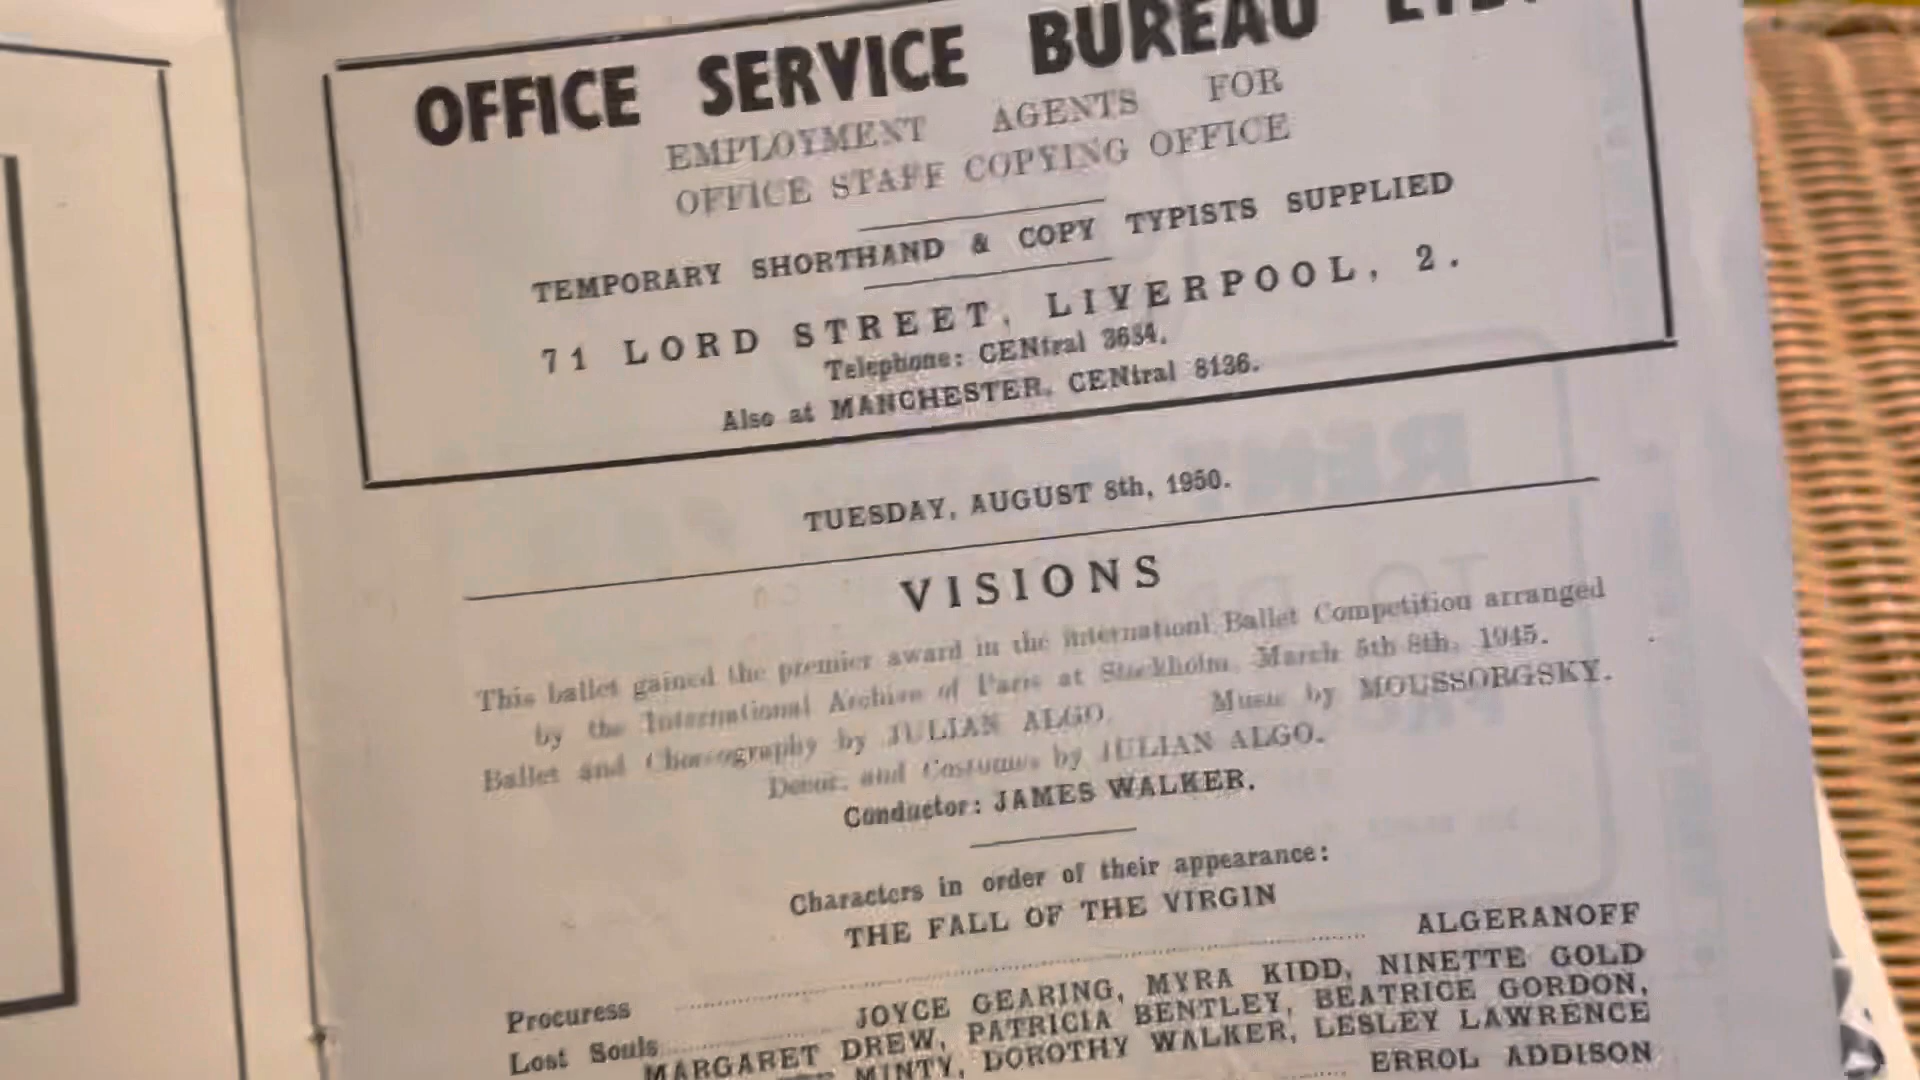 OFFICE SERVICE BUREAU LTD.
EMPLOYMENT AGENTS FOR
OFFICE STAFF COPYING OFFICE
TEMPORARY SHORTHAND & COPY TYPISTS SUPPLIED
71 LORD STREET, LIVERPOOL, 2.
Telephone: CENtral 3654.
Also at MANCHESTER, CENtral 8136.
TUESDAY, AUGUST 8th, 1950.
VISIONS
This ballet gained the premier award in the Internationl Ballet Competition arranged
by the International Archive of Paris at Stockholm, March 5th 8th, 1945.
Ballet and Choreography by JULIAN ALGO. Music by MOUSSORGSKY.
Decor. and Costumes by JULIAN ALGO.
Conductor: JAMES WALKER.
Characters in order of their appearance:
THE FALL OF THE VIRGIN
Procuress ALGERANOFF
Lost Souls JOYCE GEARING, MYRA KIDD, NINETTE GOLD
MARGARET DREW, PATRICIA BENTLEY, BEATRICE GORDON,
MINTY, DOROTHY WALKER, LESLEY LAWRENCE
ERROL ADDISON